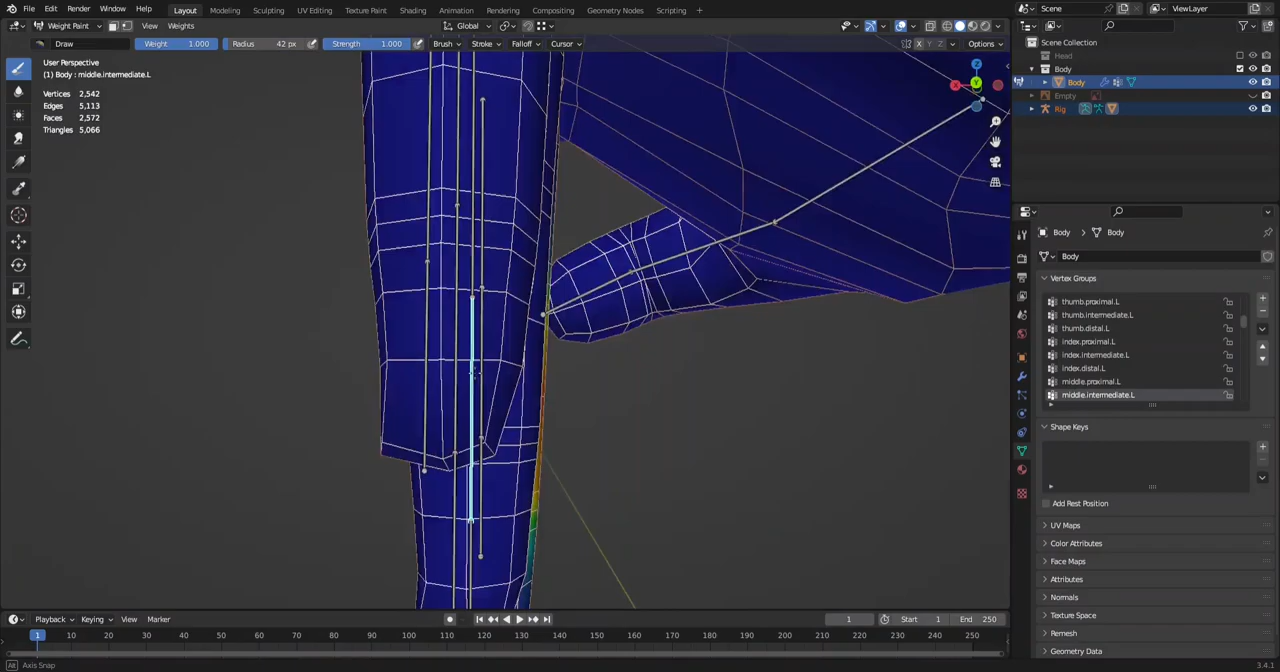 File Edit Render Window Help Layout Modeling Sculpting UV Editing Texture Paint Shading Animation Rendering Compositing Geometry Nodes Scripting Scene ViewLayer
Weight Paint View Weights Global
Draw Weight 1.000 Radius 42 px Strength 1.000 Brush Stroke Falloff Cursor X Y Z Options
User Perspective
(1) Body : middle.intermediate.L
Vertices 2,542
Edges 5,113
Faces 2,572
Triangles 5,066
Scene Collection
Head
Body
Body
Empty
Rig
Body Body
Body
Vertex Groups
thumb.proximal.L
thumb.intermediate.L
thumb.distal.L
index.proximal.L
index.intermediate.L
index.distal.L
middle.proximal.L
middle.intermediate.L
Shape Keys
Add Rest Position
UV Maps
Color Attributes
Face Maps
Attributes
Normals
Texture Space
Remesh
Geometry Data
Playback Keying View Marker 1 Start 1 End 250
1 10 20 30 40 50 60 70 80 90 100 110 120 130 140 150 160 170 180 190 200 210 220 230 240 250
Alt Axis Snap 3.4.1